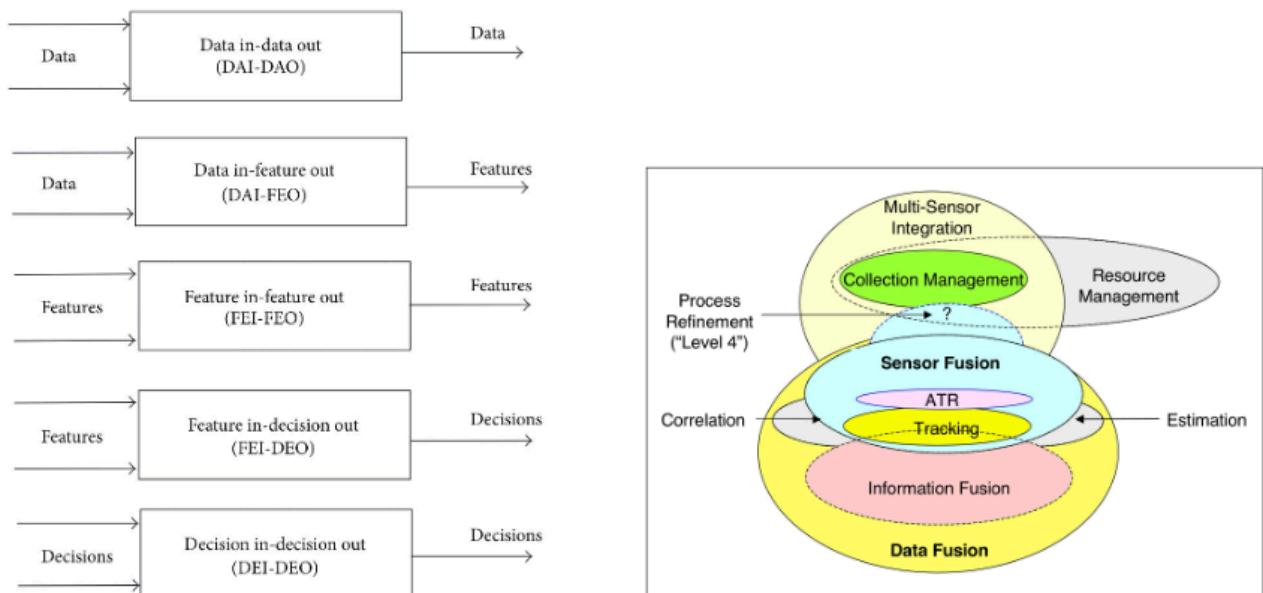 Data
Data in-data out
(DAI-DAO)
Data
Data
Data in-feature out
(DAI-FEO)
Features
Features
Feature in-feature out
(FEI-FEO)
Features
Features
Feature in-decision out
(FEI-DEO)
Decisions
Decisions
Decision in-decision out
(DEI-DEO)
Decisions
Multi-Sensor
Integration
Collection Management
Resource
Management
Process
Refinement
(“Level 4”)
?
Sensor Fusion
ATR
Correlation
Tracking
Estimation
Information Fusion
Data Fusion